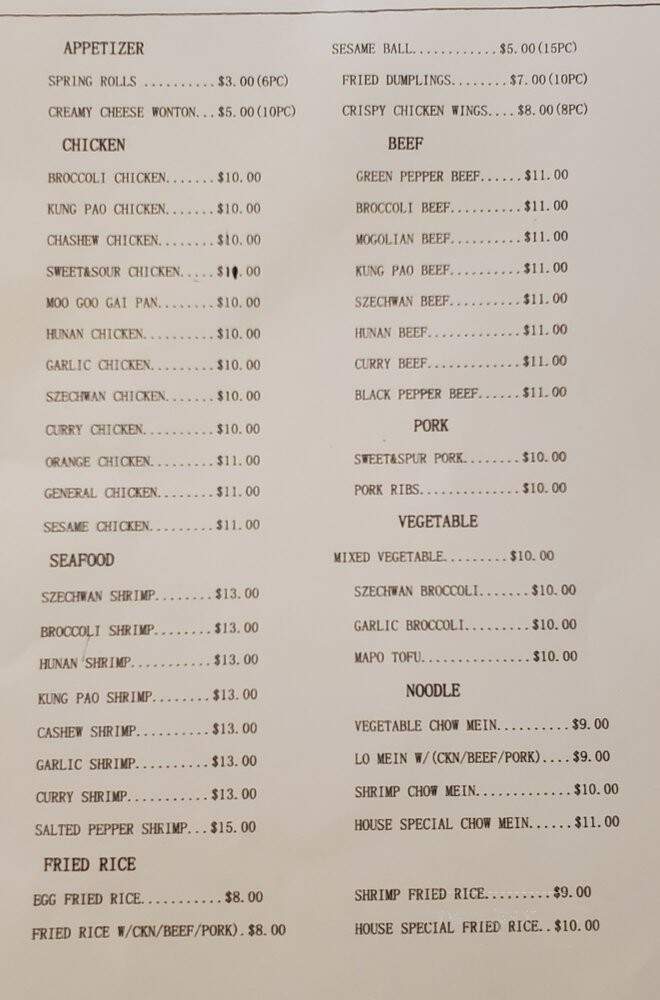 APPETIZER
SPRING ROLLS ..........$3.00(6PC)
CREAMY CHEESE WONTON...$5.00(10PC)
SESAME BALL............$5.00(15PC)
FRIED DUMPLINGS........$7.00(10PC)
CRISPY CHICKEN WINGS....$8.00(8PC)
CHICKEN
BROCCOLI CHICKEN.......$10.00
KUNG PAO CHICKEN.......$10.00
CHASHEW CHICKEN........$10.00
SWEET&SOUR CHICKEN.....$10.00
MOO GOO GAI PAN........$10.00
HUNAN CHICKEN..........$10.00
GARLIC CHICKEN.........$10.00
SZECHWAN CHICKEN.......$10.00
CURRY CHICKEN..........$10.00
ORANGE CHICKEN.........$11.00
GENERAL CHICKEN........$11.00
SESAME CHICKEN.........$11.00
SEAFOOD
SZECHWAN SHRIMP........$13.00
BROCCOLI SHRIMP........$13.00
HUNAN SHRIMP...........$13.00
KUNG PAO SHRIMP........$13.00
CASHEW SHRIMP..........$13.00
GARLIC SHRIMP..........$13.00
CURRY SHRIMP...........$13.00
SALTED PEPPER SHRIMP...$15.00
BEEF
GREEN PEPPER BEEF......$11.00
BROCCOLI BEEF..........$11.00
MOGOLIAN BEEF..........$11.00
KUNG PAO BEEF..........$11.00
SZECHWAN BEEF..........$11.00
HUNAN BEEF.............$11.00
CURRY BEEF.............$11.00
BLACK PEPPER BEEF......$11.00
PORK
SWEET&SPUR PORK........$10.00
PORK RIBS..............$10.00
VEGETABLE
MIXED VEGETABLE.........$10.00
SZECHWAN BROCCOLI.......$10.00
GARLIC BROCCOLI.........$10.00
MAPO TOFU..............$10.00
NOODLE
VEGETABLE CHOW MEIN..........$9.00
LO MEIN W/(CKN/BEEF/PORK)....$9.00
SHRIMP CHOW MEIN.............$10.00
HOUSE SPECIAL CHOW MEIN......$11.00
FRIED RICE
EGG FRIED RICE...........$8.00
FRIED RICE W/CKN/BEEF/PORK).$8.00
SHRIMP FRIED RICE.........$9.00
HOUSE SPECIAL FRIED RICE..$10.00